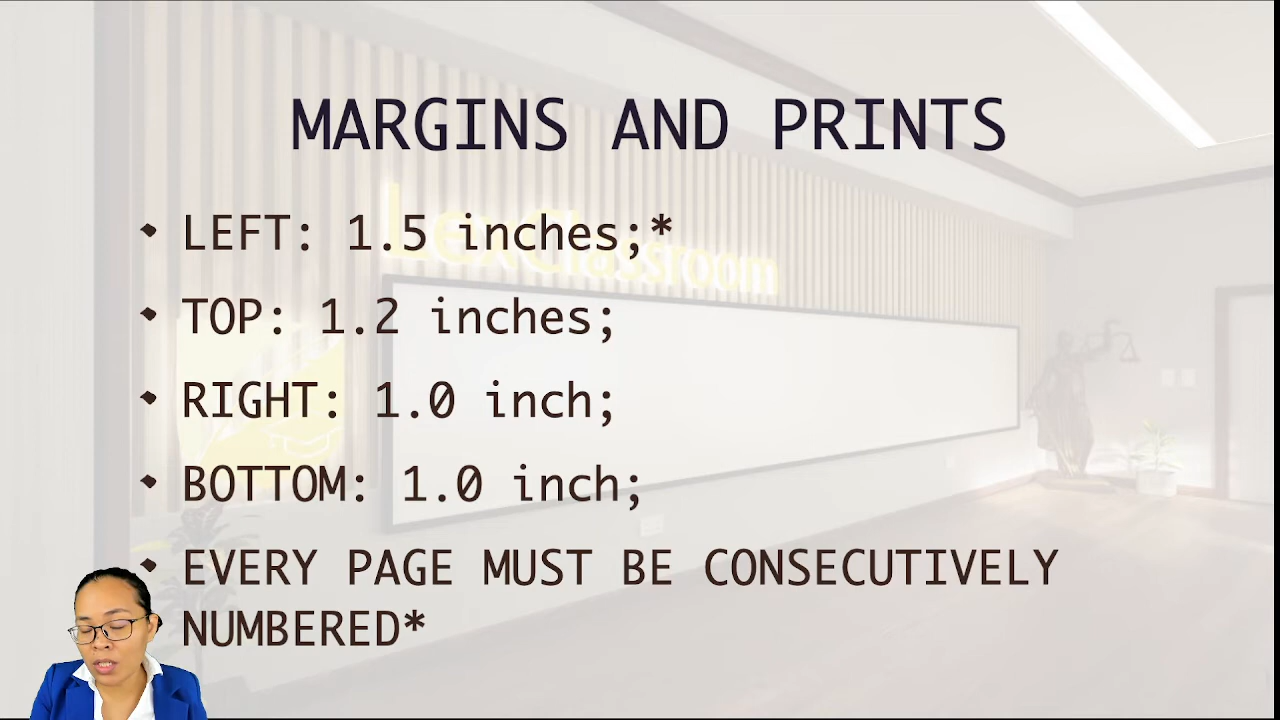 MARGINS AND PRINTS
LexClassroom
• LEFT: 1.5 inches;*
• TOP: 1.2 inches;
• RIGHT: 1.0 inch;
• BOTTOM: 1.0 inch;
• EVERY PAGE MUST BE CONSECUTIVELY
NUMBERED*